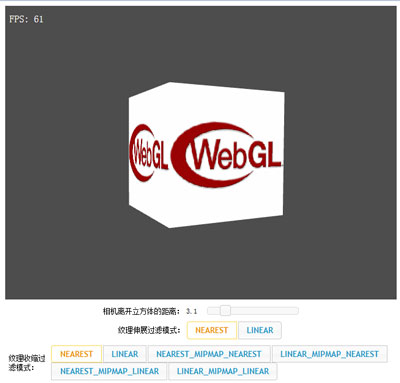 FPS: 61
WebGL WebGL
相机离开立方体的距离: 3.1
纹理伸展过滤模式: NEAREST LINEAR
纹理收缩过滤模式: NEAREST LINEAR NEAREST_MIPMAP_NEAREST LINEAR_MIPMAP_NEAREST
NEAREST_MIPMAP_LINEAR LINEAR_MIPMAP_LINEAR